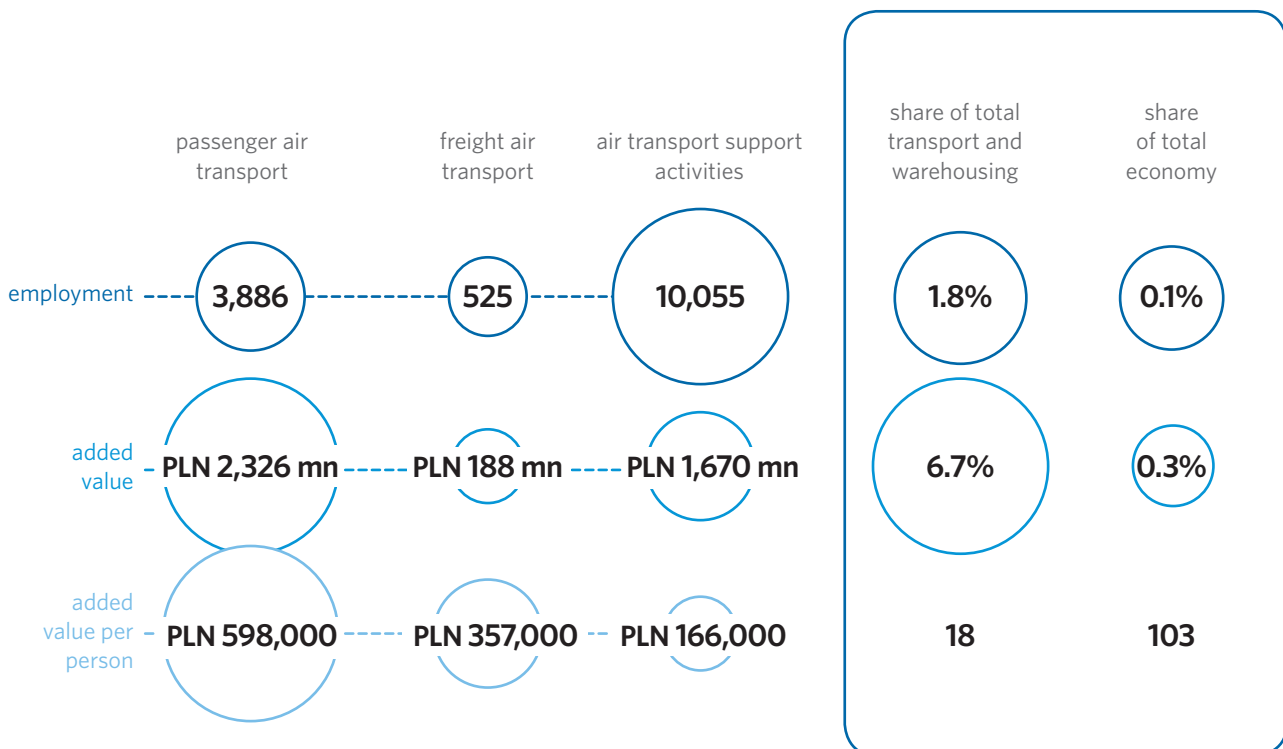 passenger air
transport
freight air
transport
air transport support
activities
share of total
transport and
warehousing
share
of total
economy
employment
3,886
525
10,055
1.8%
0.1%
added
value
PLN 2,326 mn
PLN 188 mn
PLN 1,670 mn
6.7%
0.3%
added
value per
person
PLN 598,000
PLN 357,000
PLN 166,000
18
103